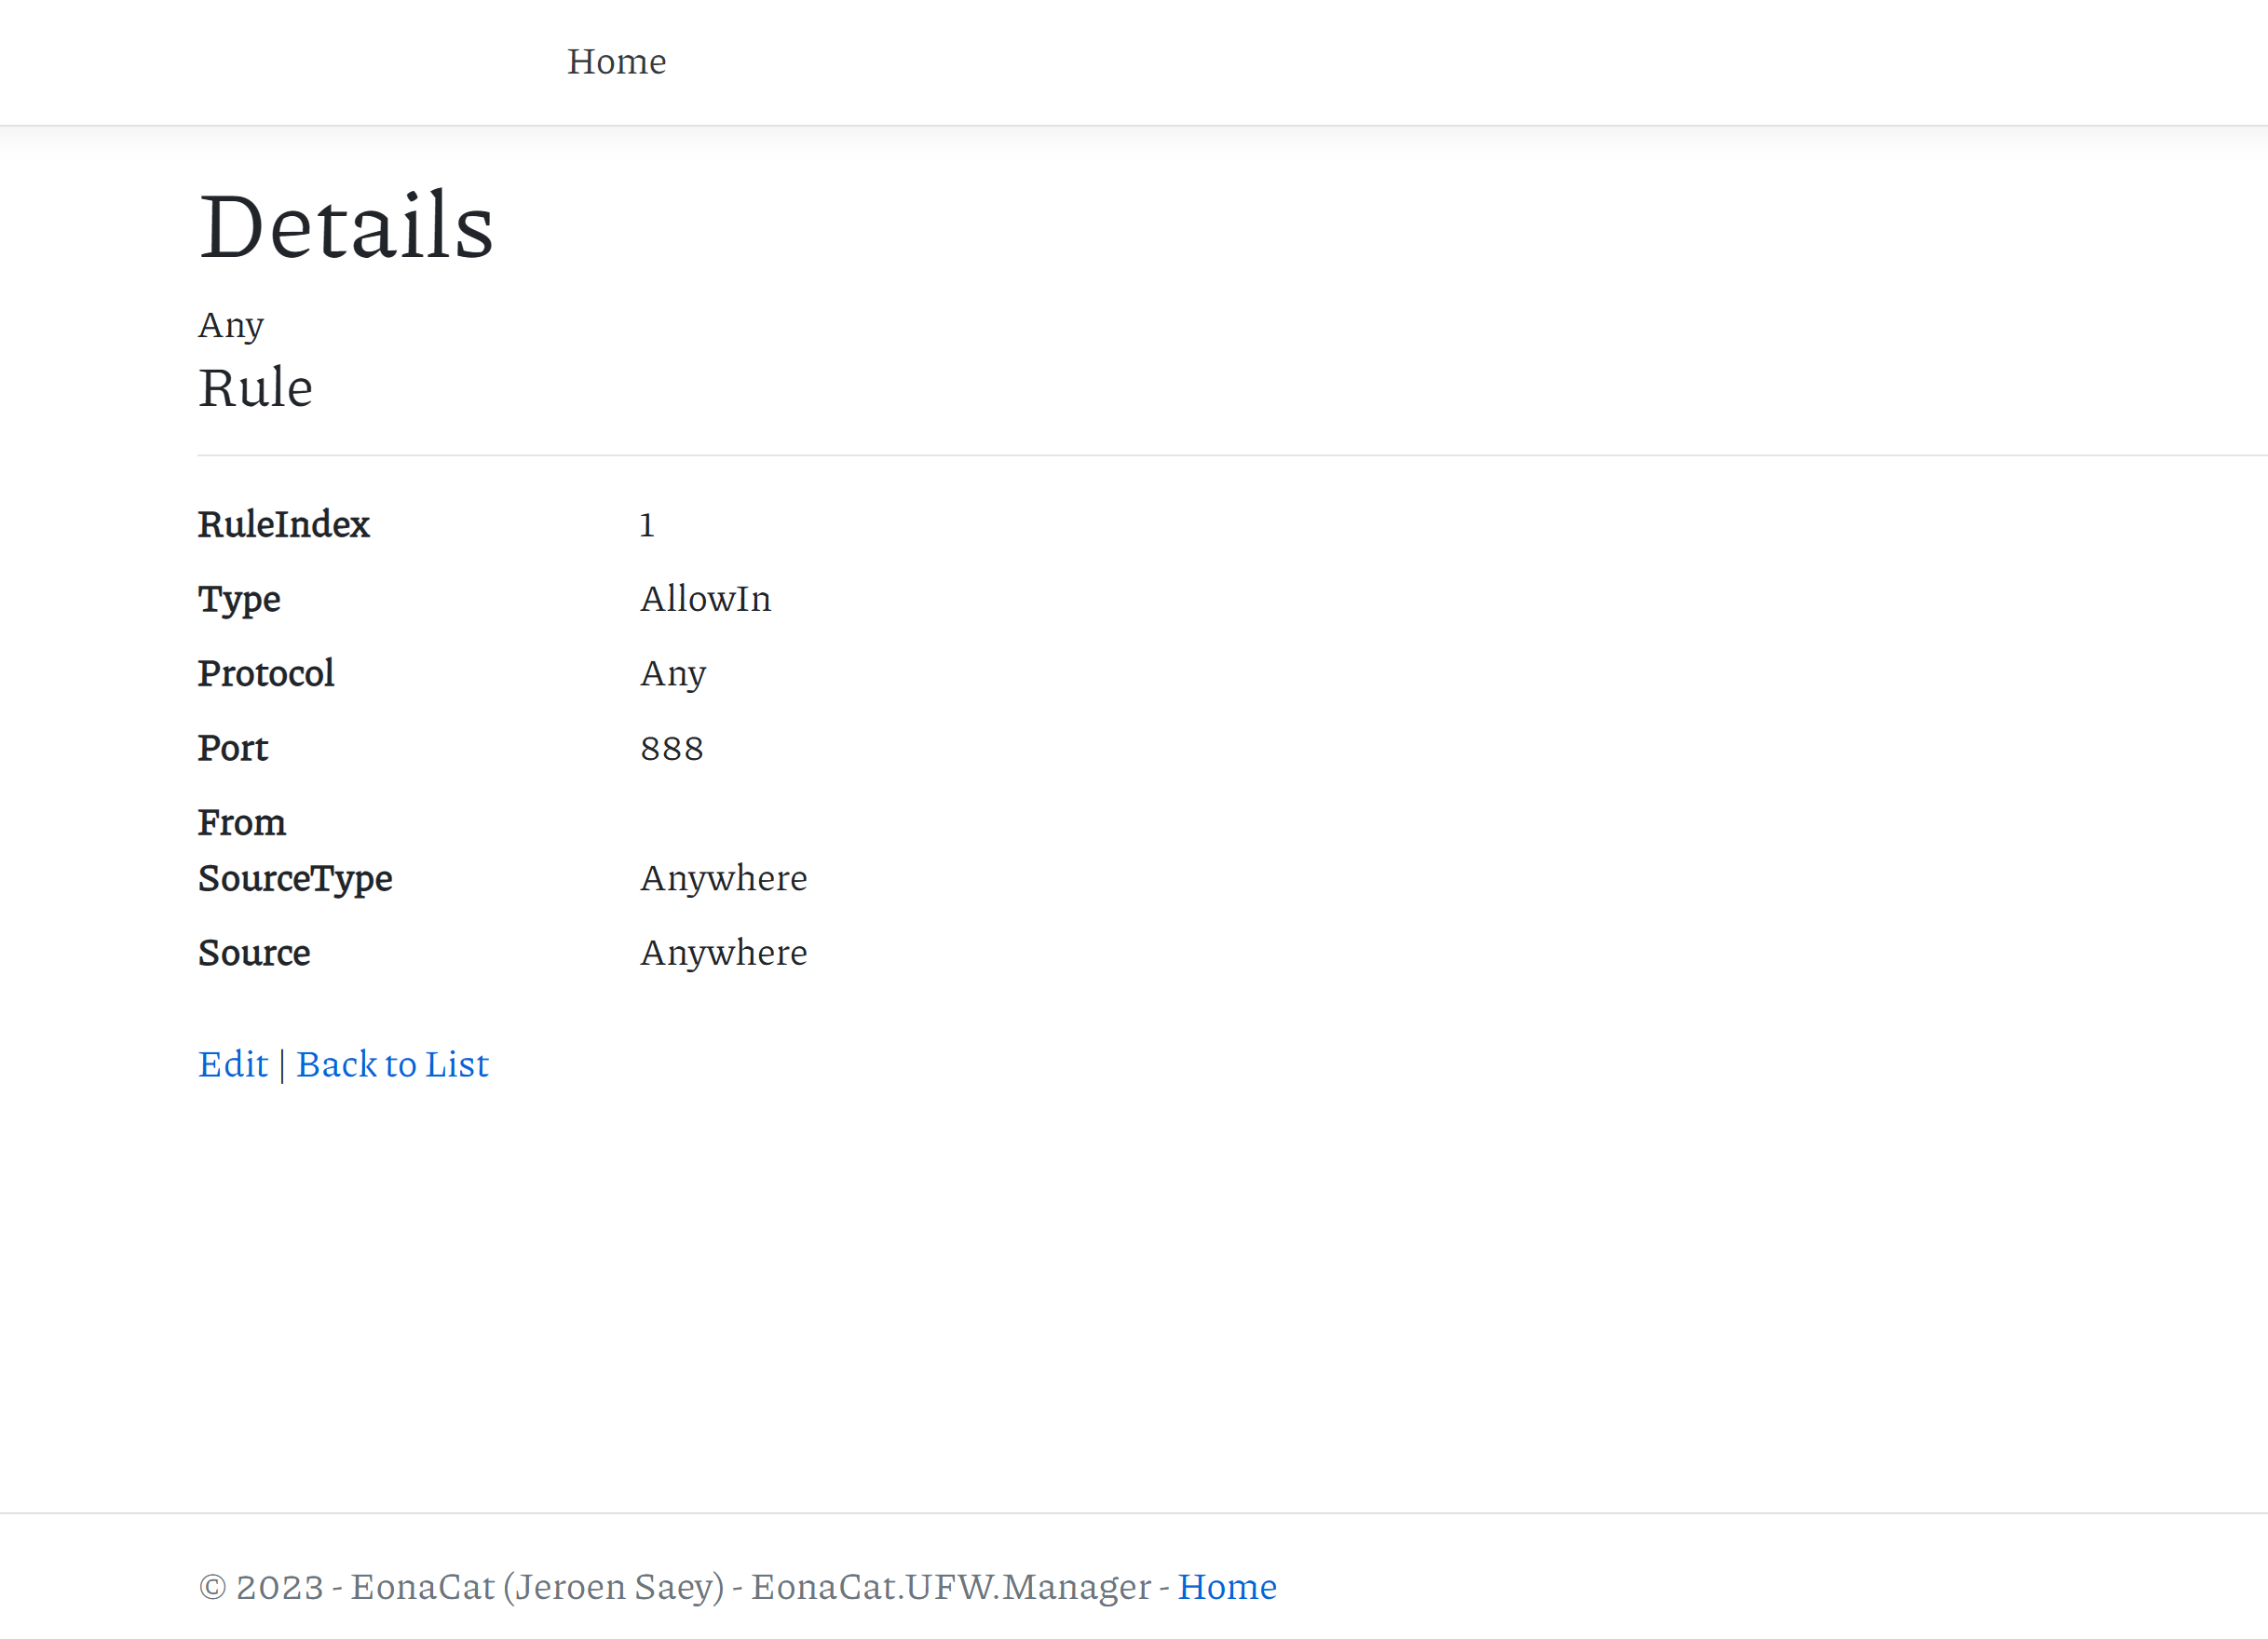 Home
Details
Any
Rule
RuleIndex 1
Type AllowIn
Protocol Any
Port 888
From
SourceType Anywhere
Source Anywhere
Edit | Back to List
© 2023 - EonaCat (Jeroen Saey) - EonaCat.UFW.Manager - Home